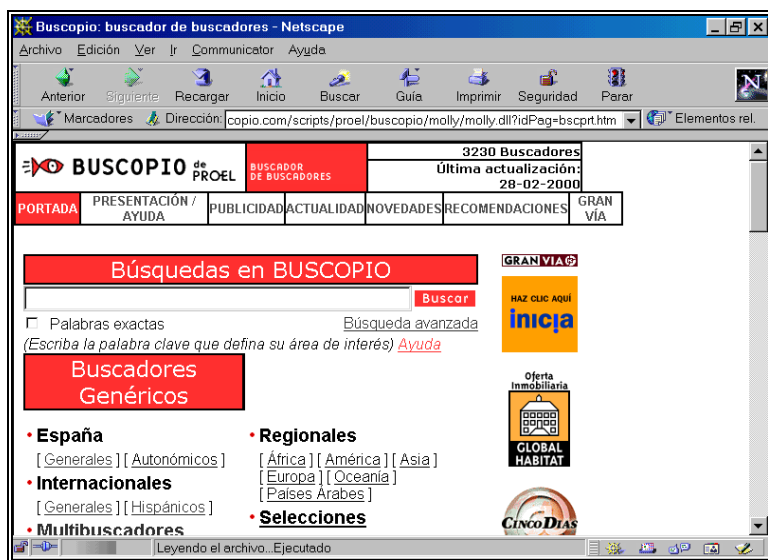 Buscopio: buscador de buscadores - Netscape
Archivo Edición Ver Ir Communicator Ayuda
Anterior Siguiente Recargar Inicio Buscar Guía Imprimir Seguridad Parar
N
Marcadores Dirección: copio.com/scripts/proel/buscopio/molly/molly.dll?idPag=bscprt.htm Elementos rel.
BUSCOPIO de PROEL
BUSCADOR
DE BUSCADORES
3230 Buscadores
Última actualización:
28-02-2000
PORTADA PRESENTACIÓN / AYUDA PUBLICIDAD ACTUALIDAD NOVEDADES RECOMENDACIONES GRAN VÍA
Búsquedas en BUSCOPIO
Buscar
Palabras exactas Búsqueda avanzada
(Escriba la palabra clave que defina su área de interés) Ayuda
GRAN VIA
HAZ CLIC AQUÍ
inicia
Buscadores
Genéricos
Oferta
Inmobiliaria
GLOBAL
HABITAT
• España
[ Generales ] [ Autonómicos ]
• Internacionales
[ Generales ] [ Hispánicos ]
• Multibuscadores
• Regionales
[ África ] [ América ] [ Asia ]
[ Europa ] [ Oceanía ]
[ Países Árabes ]
• Selecciones
CINCO DIAS
Leyendo el archivo...Ejecutado